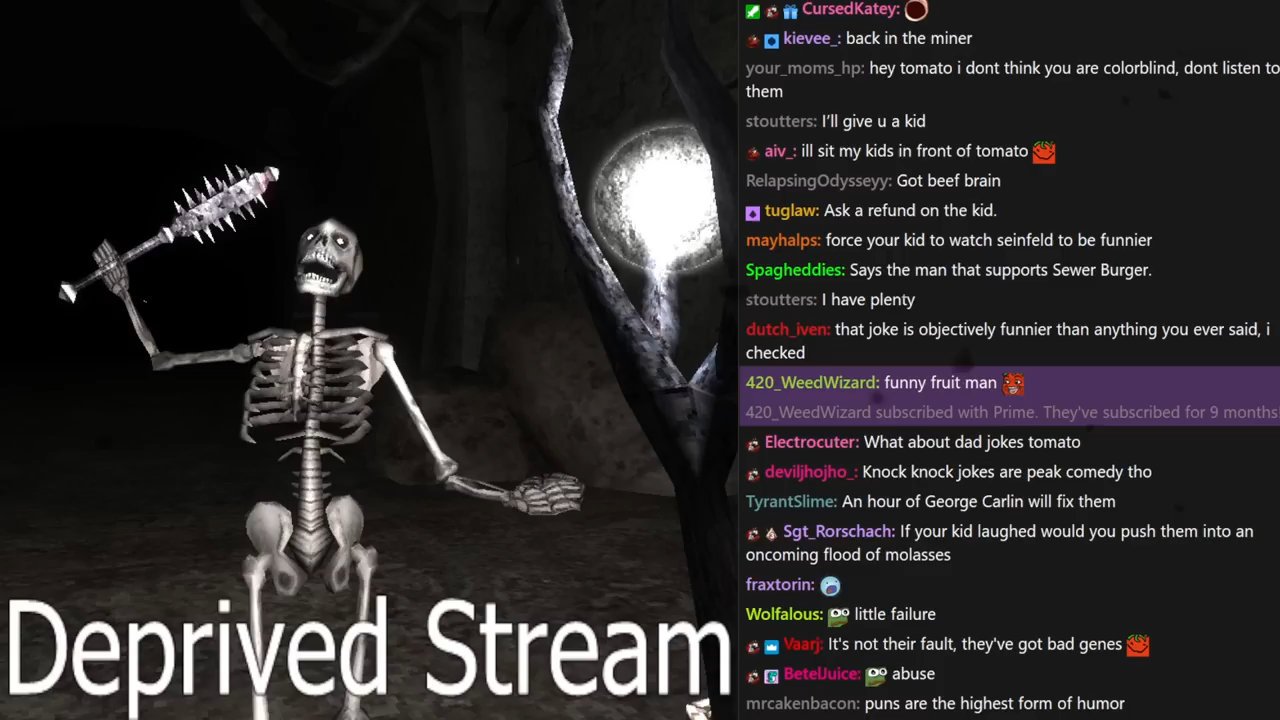 CursedKatey:
kievee_: back in the miner
your_moms_hp: hey tomato i dont think you are colorblind, dont listen to
them
stoutters: I'll give u a kid
aiv_: ill sit my kids in front of tomato
RelapsingOdysseyy: Got beef brain
tuglaw: Ask a refund on the kid.
mayhalps: force your kid to watch seinfeld to be funnier
Spagheddies: Says the man that supports Sewer Burger.
stoutters: I have plenty
dutch_iven: that joke is objectively funnier than anything you ever said, i
checked
420_WeedWizard: funny fruit man
420_WeedWizard subscribed with Prime. They've subscribed for 9 months
Electrocuter: What about dad jokes tomato
deviljhojho_: Knock knock jokes are peak comedy tho
TyrantSlime: An hour of George Carlin will fix them
Sgt_Rorschach: If your kid laughed would you push them into an
oncoming flood of molasses
fraxtorin:
Wolfalous: little failure
Vaarj: It's not their fault, they've got bad genes
BetelJuice: abuse
mrcakenbacon: puns are the highest form of humor
Deprived Stream